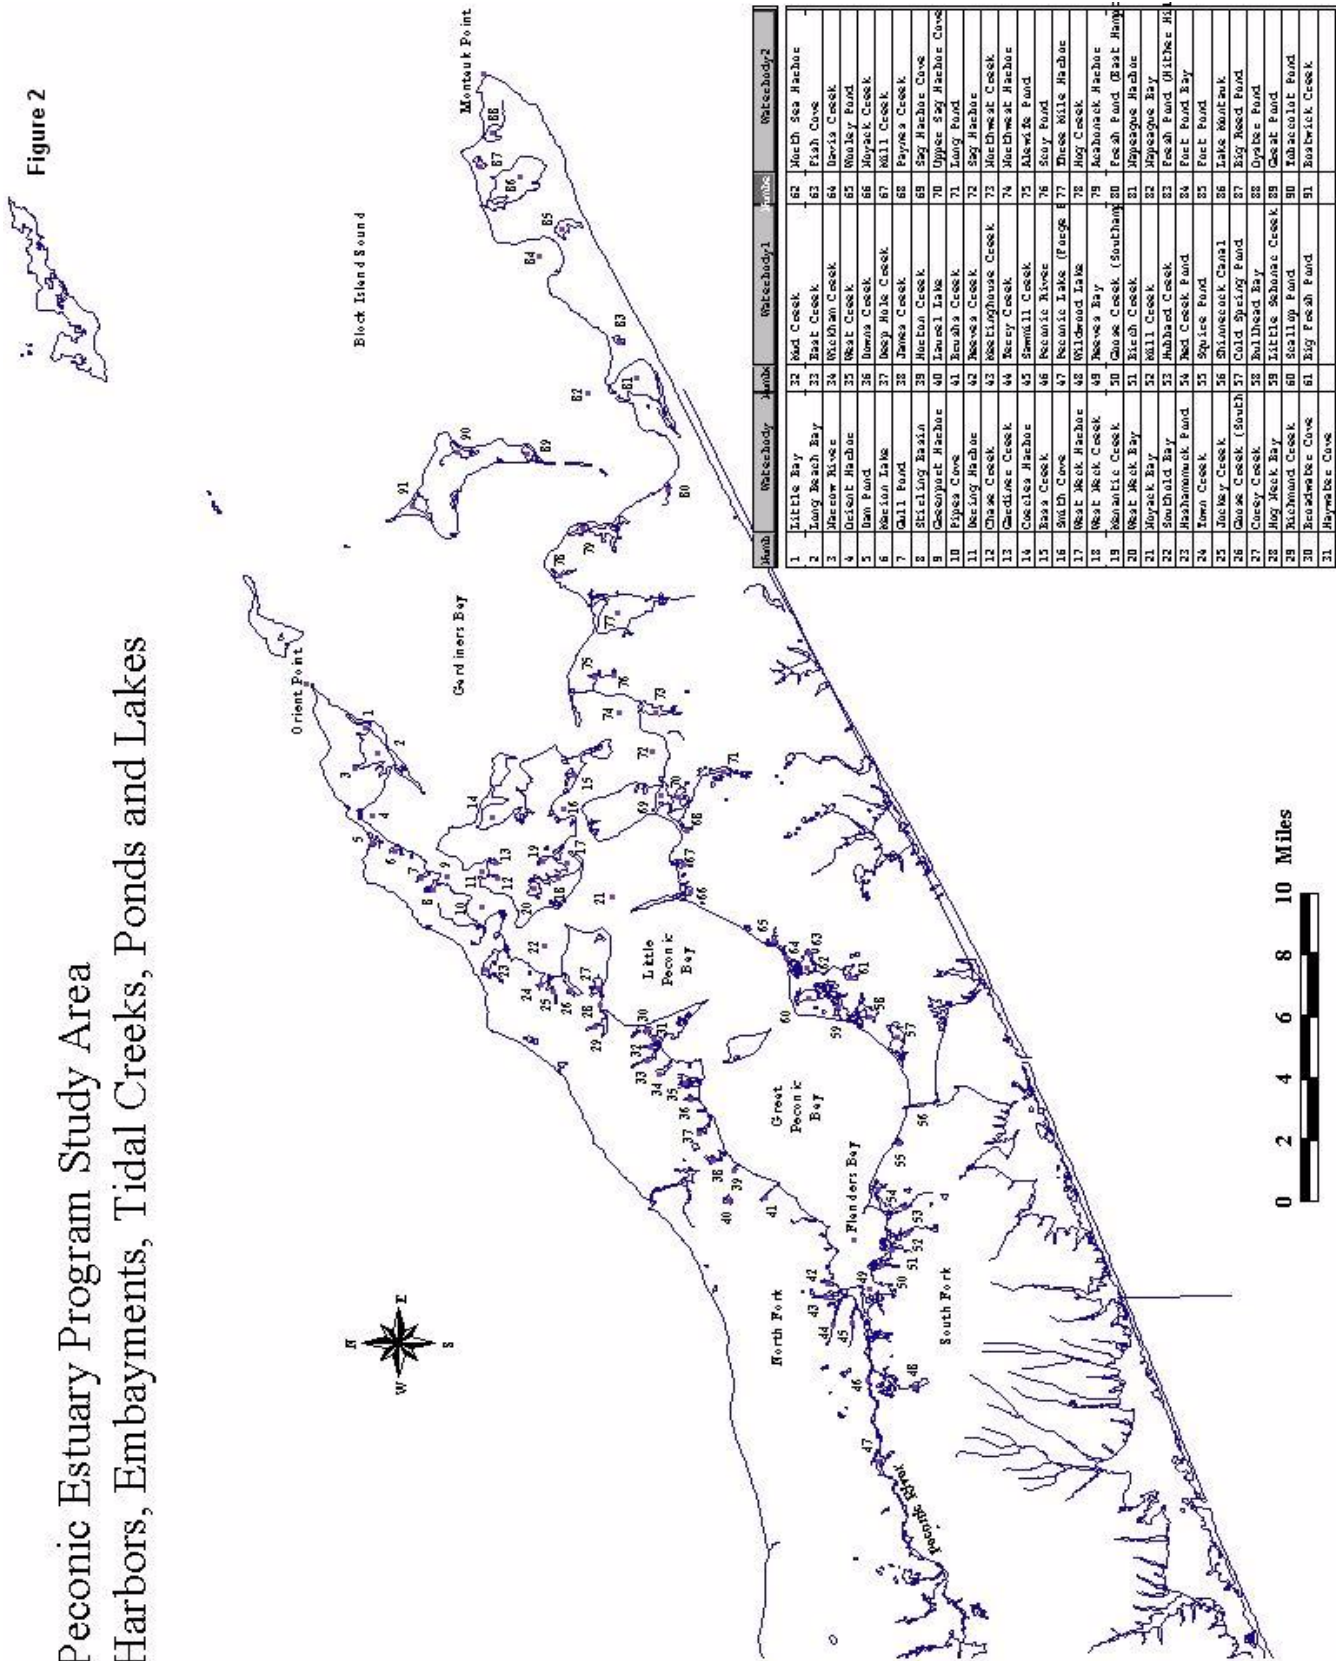 Figure 2
Peconic Estuary Program Study Area
Harbors, Embayments, Tidal Creeks, Ponds and Lakes
N
W E
S
Montauk Point
Block Island Sound
Orient Point
Gardiners Bay
Little
Peconic
Bay
Great
Peconic
Bay
Flanders Bay
North Fork
South Fork
Peconic River
0 2 4 6 8 10 Miles
Numb Waterbody Numbe Waterbody1 Numbe Waterbody2
1 Little Bay 32 Mud Creek 62 North Sea Harbor
2 Long Beach Bay 33 East Creek 63 Fish Cove
3 Narrow River 34 Wickham Creek 64 Davis Creek
4 Orient Harbor 35 West Creek 65 Wooley Pond
5 Dam Pond 36 Downs Creek 66 Noyack Creek
6 Marion Lake 37 Deep Hole Creek 67 Mill Creek
7 Gull Pond 38 James Creek 68 Paynes Creek
8 Stirling Basin 39 Horton Creek 69 Sag Harbor Cove
9 Greenport Harbor 40 Laurel Lake 70 Upper Sag Harbor Cove
10 Pipes Cove 41 Brushs Creek 71 Long Pond
11 Dering Harbor 42 Reeves Creek 72 Sag Harbor
12 Chase Creek 43 Meetinghouse Creek 73 Northwest Creek
13 Gardiner Creek 44 Terry Creek 74 Northwest Harbor
14 Coecles Harbor 45 Sawmill Creek 75 Alewife Pond
15 Bass Creek 46 Peconic River 76 Scoy Pond
16 Smith Cove 47 Peconic Lake (Forge 77 Three Mile Harbor
17 West Neck Harbor 48 Wildwood Lake 78 Hog Creek
18 West Neck Creek 49 Reeves Bay 79 Acabonack Harbor
19 Menantic Creek 50 Goose Creek (Southamp 80 Fresh Pond (East Hamp
20 West Neck Bay 51 Birch Creek 81 Napeague Harbor
21 Noyack Bay 52 Mill Creek 82 Napeague Bay
22 Southold Bay 53 Hubbard Creek 83 Fresh Pond (Hither Hil
23 Hashamomuck Pond 54 Red Creek Pond 84 Fort Pond Bay
24 Town Creek 55 Squire Pond 85 Fort Pond
25 Jockey Creek 56 Shinnecock Canal 86 Lake Montauk
26 Goose Creek (South 57 Cold Spring Pond 87 Big Reed Pond
27 Corey Creek 58 Bullhead Bay 88 Oyster Pond
28 Hog Neck Bay 59 Little Sebonac Creek 89 Great Pond
29 Richmond Creek 60 Scallop Pond 90 Tobaccolot Pond
30 Broadwater Cove 61 Big Fresh Pond 91 Bostwick Creek
31 Haywater Cove